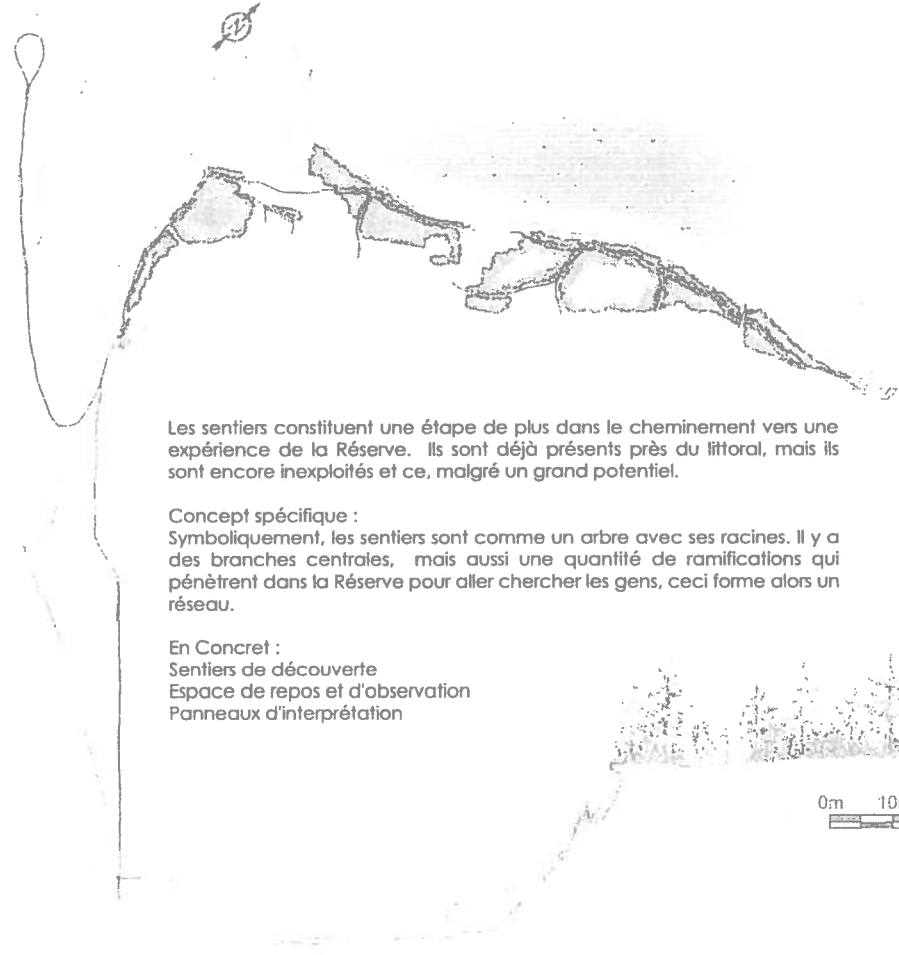 N
Les sentiers constituent une étape de plus dans le cheminement vers une
expérience de la Réserve. Ils sont déjà présents près du littoral, mais ils
sont encore inexploités et ce, malgré un grand potentiel.
Concept spécifique :
Symboliquement, les sentiers sont comme un arbre avec ses racines. Il y a
des branches centrales, mais aussi une quantité de ramifications qui
pénètrent dans la Réserve pour aller chercher les gens, ceci forme alors un
réseau.
En Concret :
Sentiers de découverte
Espace de repos et d'observation
Panneaux d'interprétation
0m 10